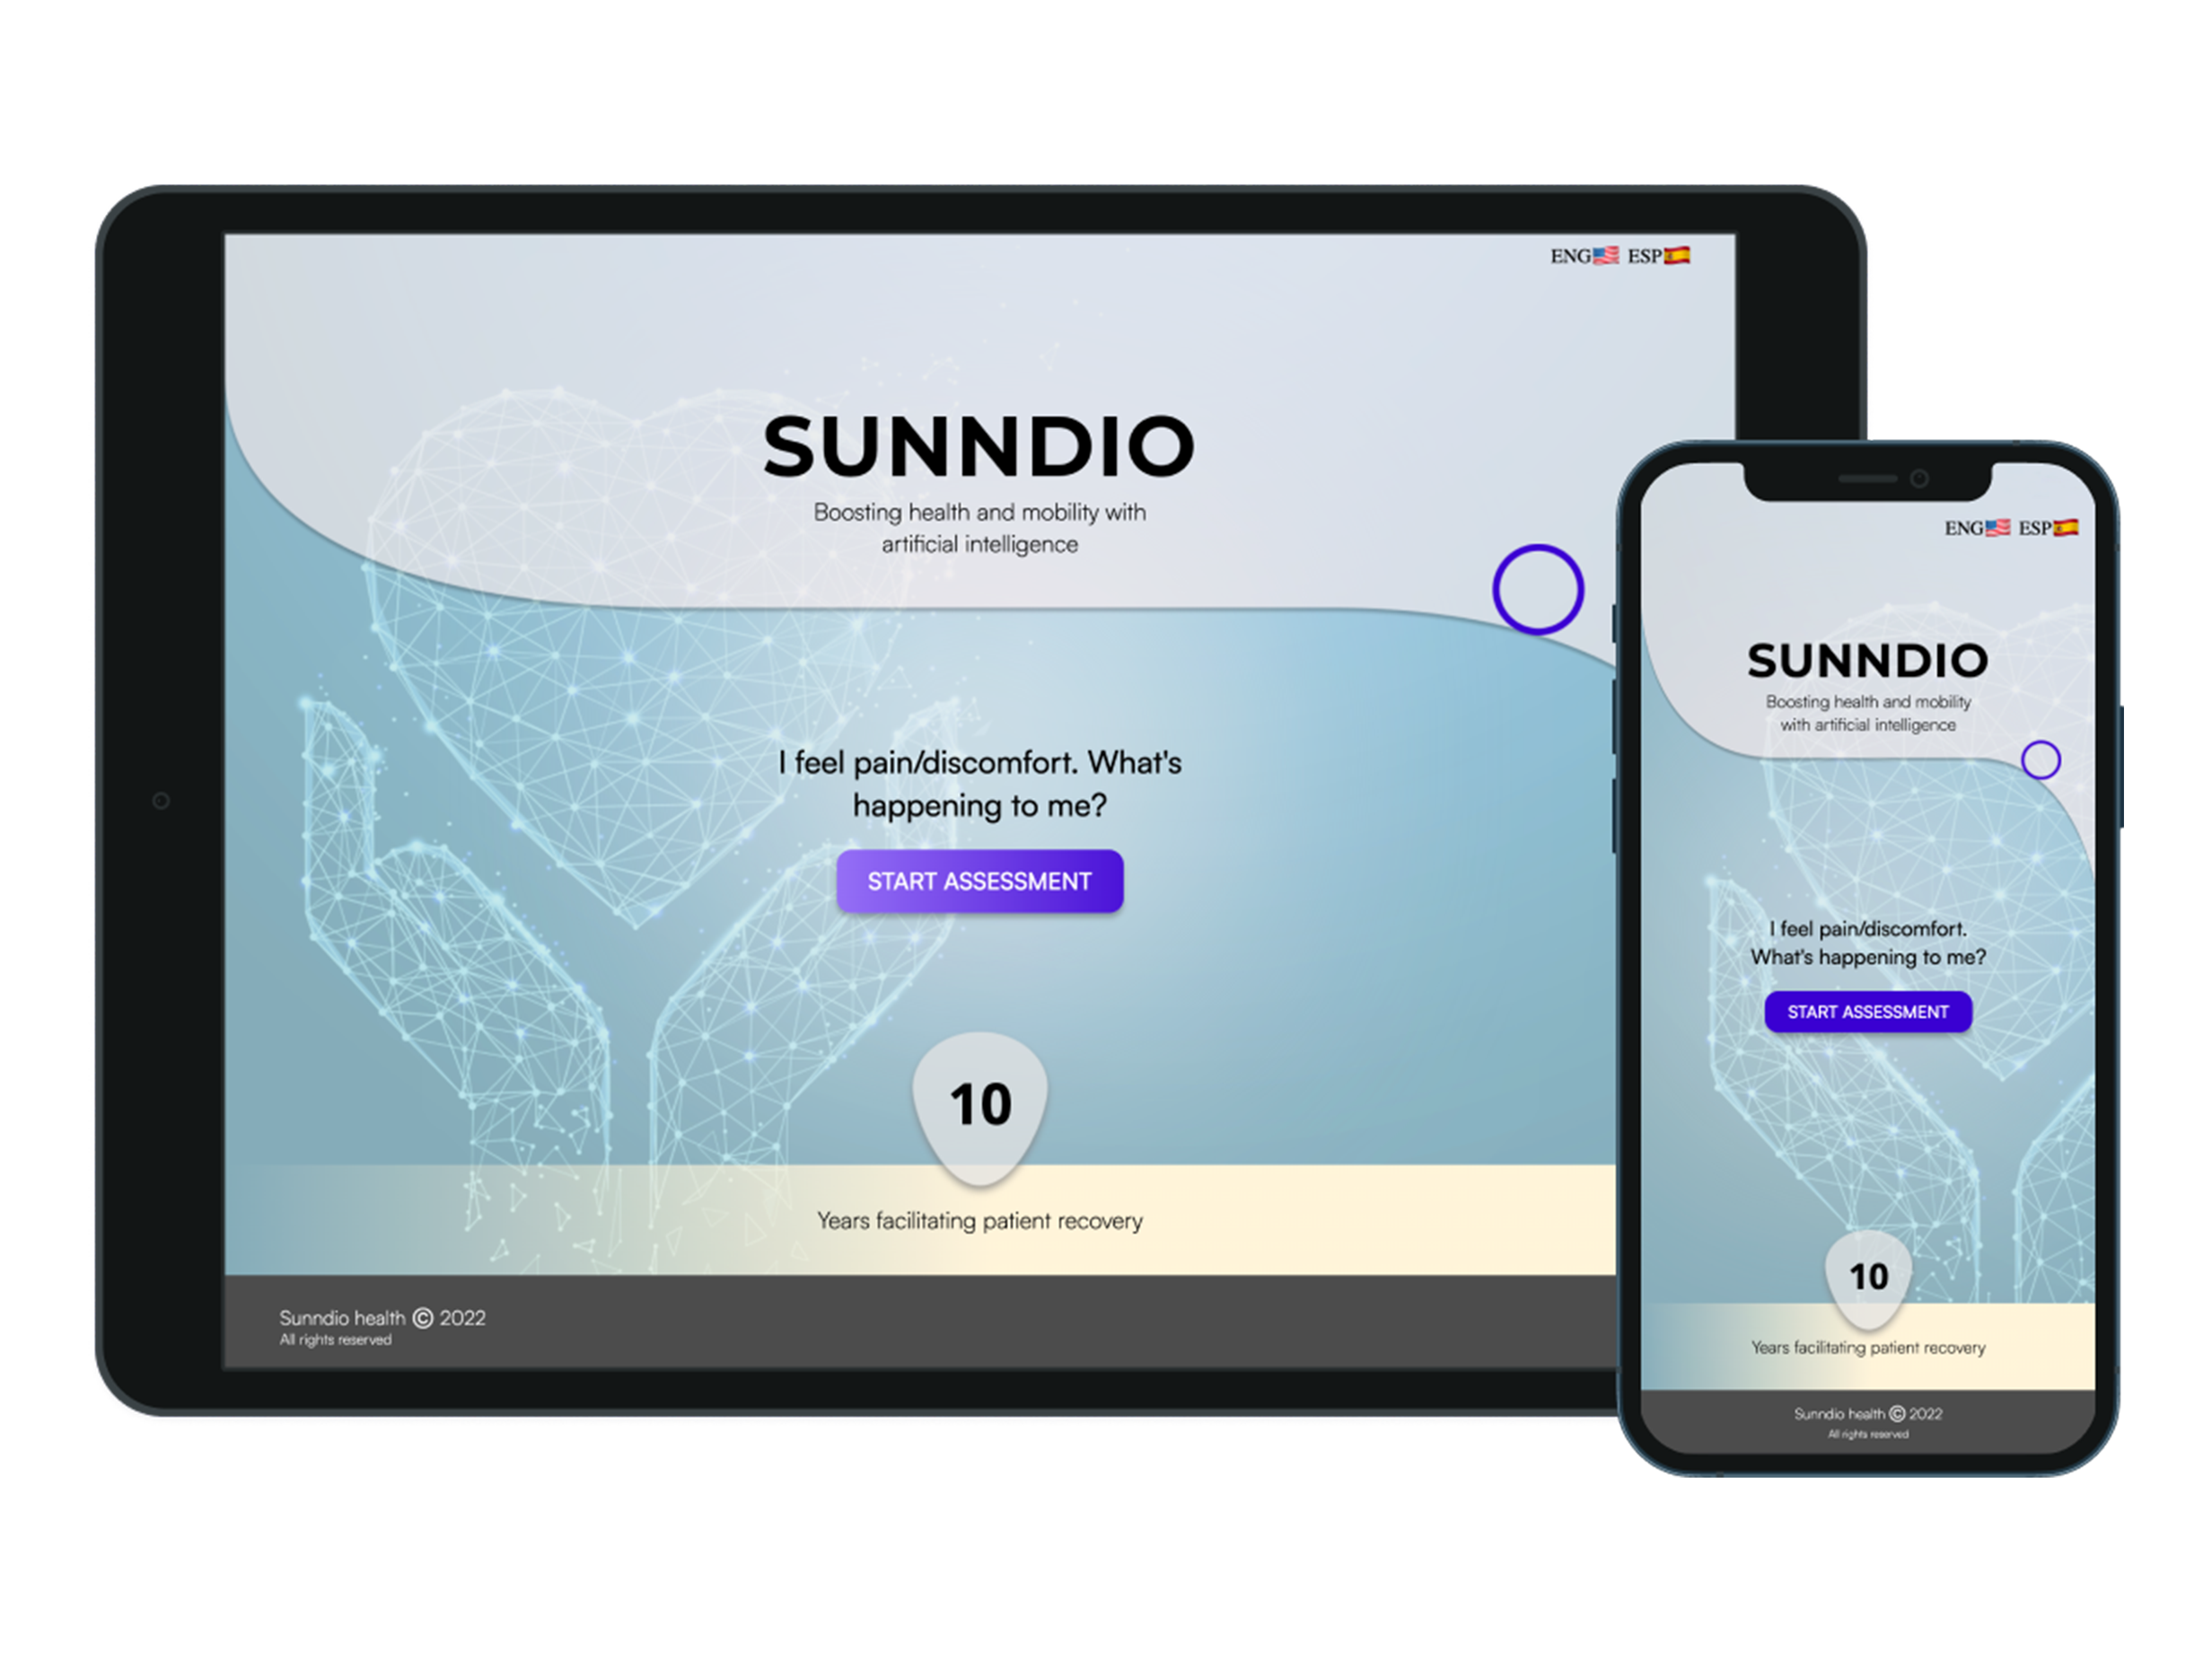 ENG🇺🇸 ESP🇪🇸
SUNNDIO
Boosting health and mobility with
artificial intelligence
I feel pain/discomfort. What's
happening to me?
START ASSESSMENT
10
Years facilitating patient recovery
Sunndio health © 2022
All rights reserved
ENG🇺🇸 ESP🇪🇸
SUNNDIO
Boosting health and mobility
with artificial intelligence
I feel pain/discomfort.
What's happening to me?
START ASSESSMENT
10
Years facilitating patient recovery
Sunndio health © 2022
All rights reserved